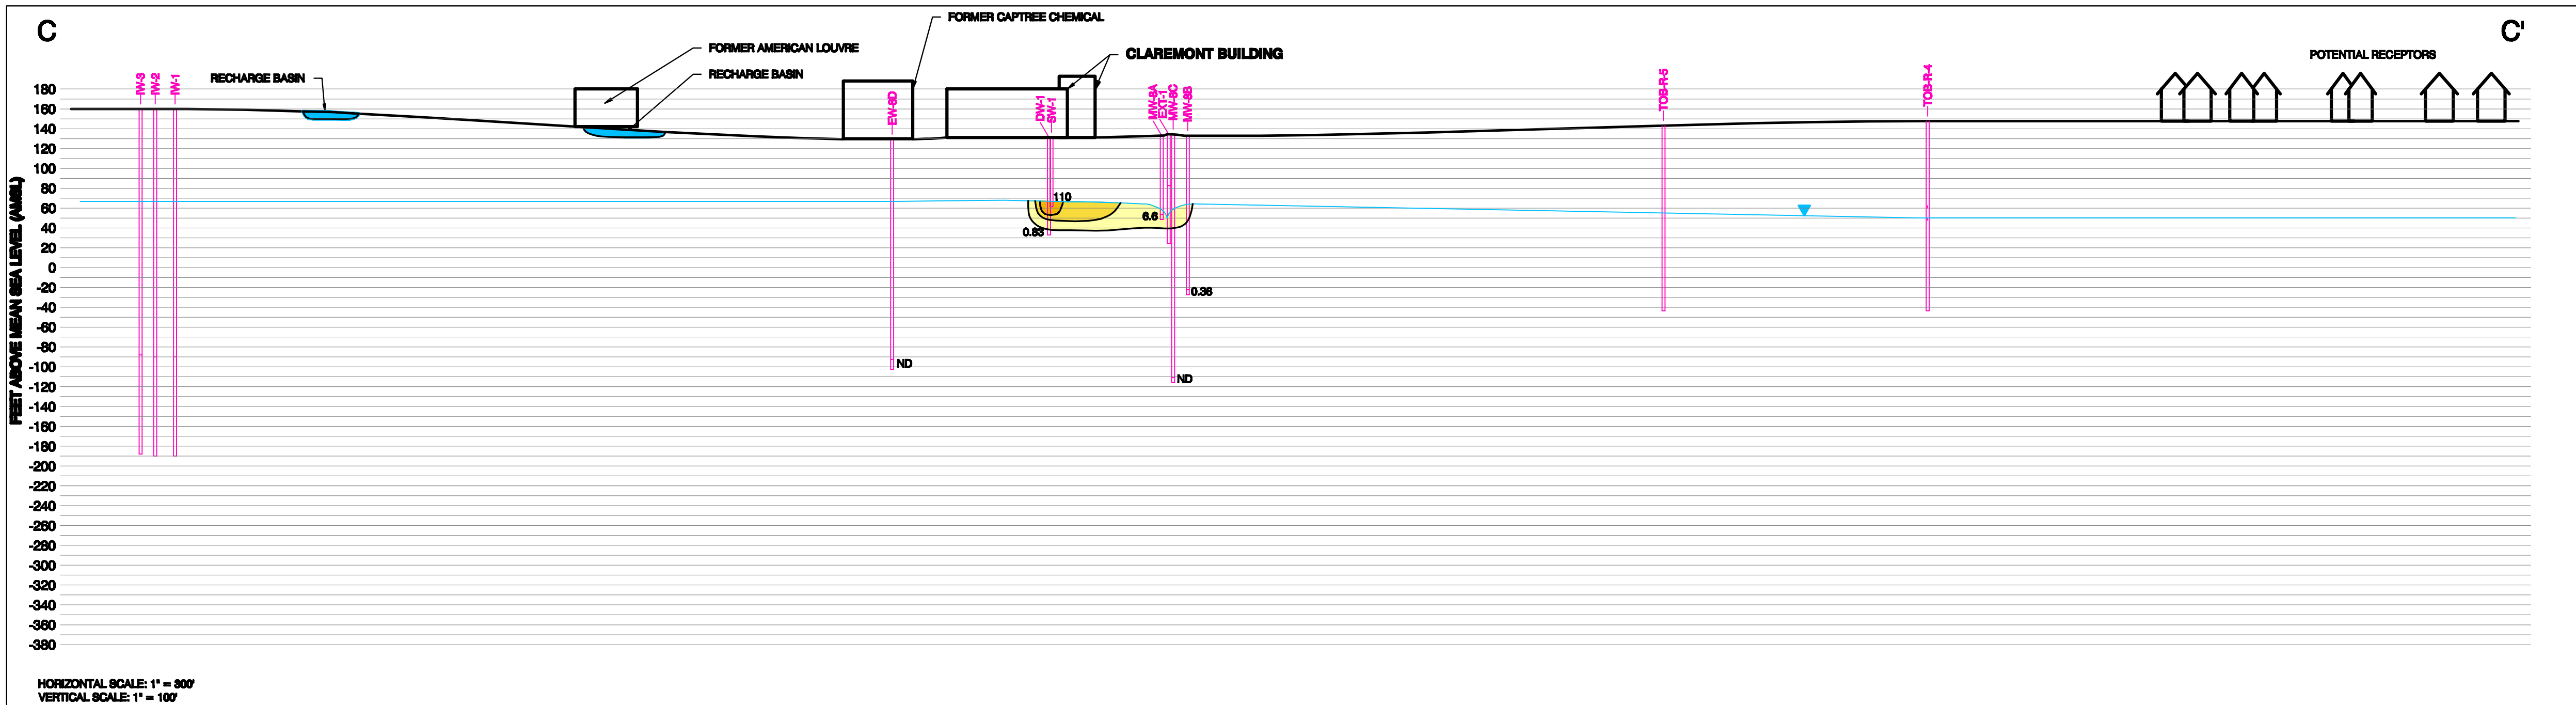 C
C'
FORMER CAPTREE CHEMICAL
FORMER AMERICAN LOUVRE
CLAREMONT BUILDING
POTENTIAL RECEPTORS
RECHARGE BASIN
RECHARGE BASIN
IW-3
IW-2
IW-1
EW-8D
DW-1
SW-1
MW-8A
EXT-1
MW-8C
MW-8B
TOB-R-5
TOB-R-4
FEET ABOVE MEAN SEA LEVEL (AMSL)
180
160
140
120
100
80
60
40
20
0
-20
-40
-60
-80
-100
-120
-140
-160
-180
-200
-220
-240
-260
-280
-300
-320
-340
-360
-380
110
6.6
0.83
0.36
ND
ND
HORIZONTAL SCALE: 1" = 300'
VERTICAL SCALE: 1" = 100'